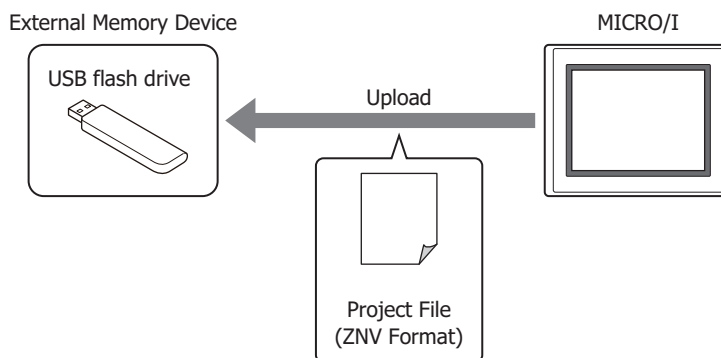 External Memory Device
MICRO/I
USB flash drive
Upload
Project File
(ZNV Format)